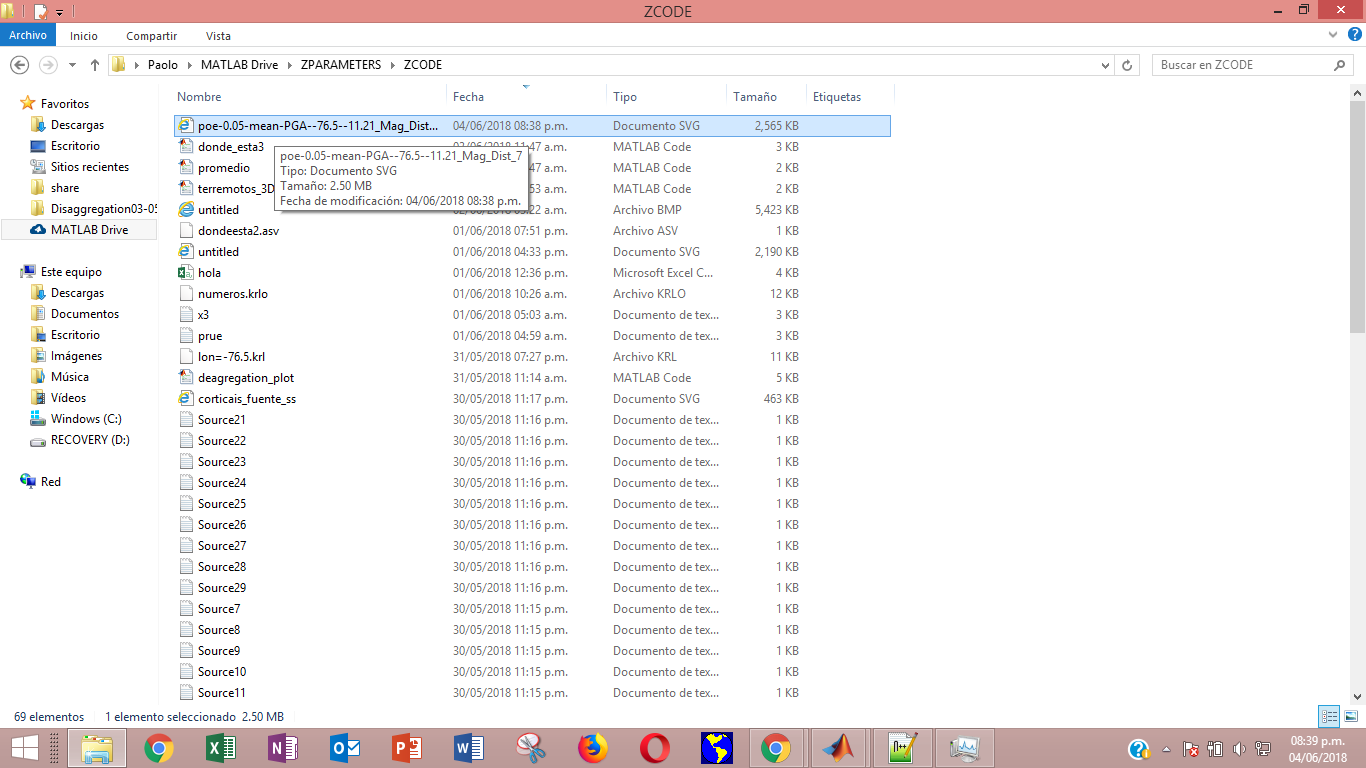 ZCODE
Archivo Inicio Compartir Vista
Paolo MATLAB Drive ZPARAMETERS ZCODE Buscar en ZCODE
Favoritos
Descargas
Escritorio
Sitios recientes
share
Disaggregation03-05
MATLAB Drive
Este equipo
Descargas
Documentos
Escritorio
Imágenes
Música
Vídeos
Windows (C:)
RECOVERY (D:)
Red
Nombre Fecha Tipo Tamaño Etiquetas
poe-0.05-mean-PGA--76.5--11.21_Mag_Dist... 04/06/2018 08:38 p.m. Documento SVG 2,565 KB
donde_esta3 11:47 a.m. MATLAB Code 3 KB
promedio :47 a.m. MATLAB Code 2 KB
terremotos_3D :53 a.m. MATLAB Code 2 KB
poe-0.05-mean-PGA--76.5--11.21_Mag_Dist_7
Tipo: Documento SVG
Tamaño: 2.50 MB
Fecha de modificación: 04/06/2018 08:38 p.m.
untitled :22 a.m. Archivo BMP 5,423 KB
dondeesta2.asv 01/06/2018 07:51 p.m. Archivo ASV 1 KB
untitled 01/06/2018 04:33 p.m. Documento SVG 2,190 KB
hola 01/06/2018 12:36 p.m. Microsoft Excel C... 4 KB
numeros.krlo 01/06/2018 10:26 a.m. Archivo KRLO 12 KB
x3 01/06/2018 05:03 a.m. Documento de tex... 3 KB
prue 01/06/2018 04:59 a.m. Documento de tex... 3 KB
lon=-76.5.krl 31/05/2018 07:27 p.m. Archivo KRL 11 KB
deagregation_plot 31/05/2018 11:14 a.m. MATLAB Code 5 KB
corticais_fuente_ss 30/05/2018 11:17 p.m. Documento SVG 463 KB
Source21 30/05/2018 11:16 p.m. Documento de tex... 1 KB
Source22 30/05/2018 11:16 p.m. Documento de tex... 1 KB
Source23 30/05/2018 11:16 p.m. Documento de tex... 1 KB
Source24 30/05/2018 11:16 p.m. Documento de tex... 1 KB
Source25 30/05/2018 11:16 p.m. Documento de tex... 1 KB
Source26 30/05/2018 11:16 p.m. Documento de tex... 1 KB
Source27 30/05/2018 11:16 p.m. Documento de tex... 1 KB
Source28 30/05/2018 11:16 p.m. Documento de tex... 1 KB
Source29 30/05/2018 11:16 p.m. Documento de tex... 1 KB
Source7 30/05/2018 11:15 p.m. Documento de tex... 1 KB
Source8 30/05/2018 11:15 p.m. Documento de tex... 1 KB
Source9 30/05/2018 11:15 p.m. Documento de tex... 1 KB
Source10 30/05/2018 11:15 p.m. Documento de tex... 1 KB
Source11 30/05/2018 11:15 p.m. Documento de tex... 1 KB
69 elementos 1 elemento seleccionado 2.50 MB
08:39 p.m.
04/06/2018